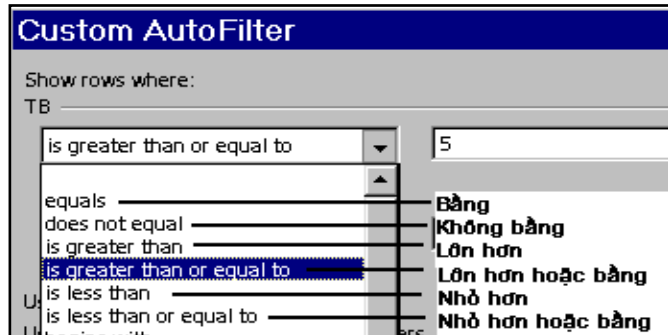 Custom AutoFilter
Show rows where:
TB
is greater than or equal to 5
equals Bằng
does not equal Không bằng
is greater than Lớn hơn
is greater than or equal to Lớn hơn hoặc bằng
is less than Nhỏ hơn
is less than or equal to Nhỏ hơn hoặc bằng